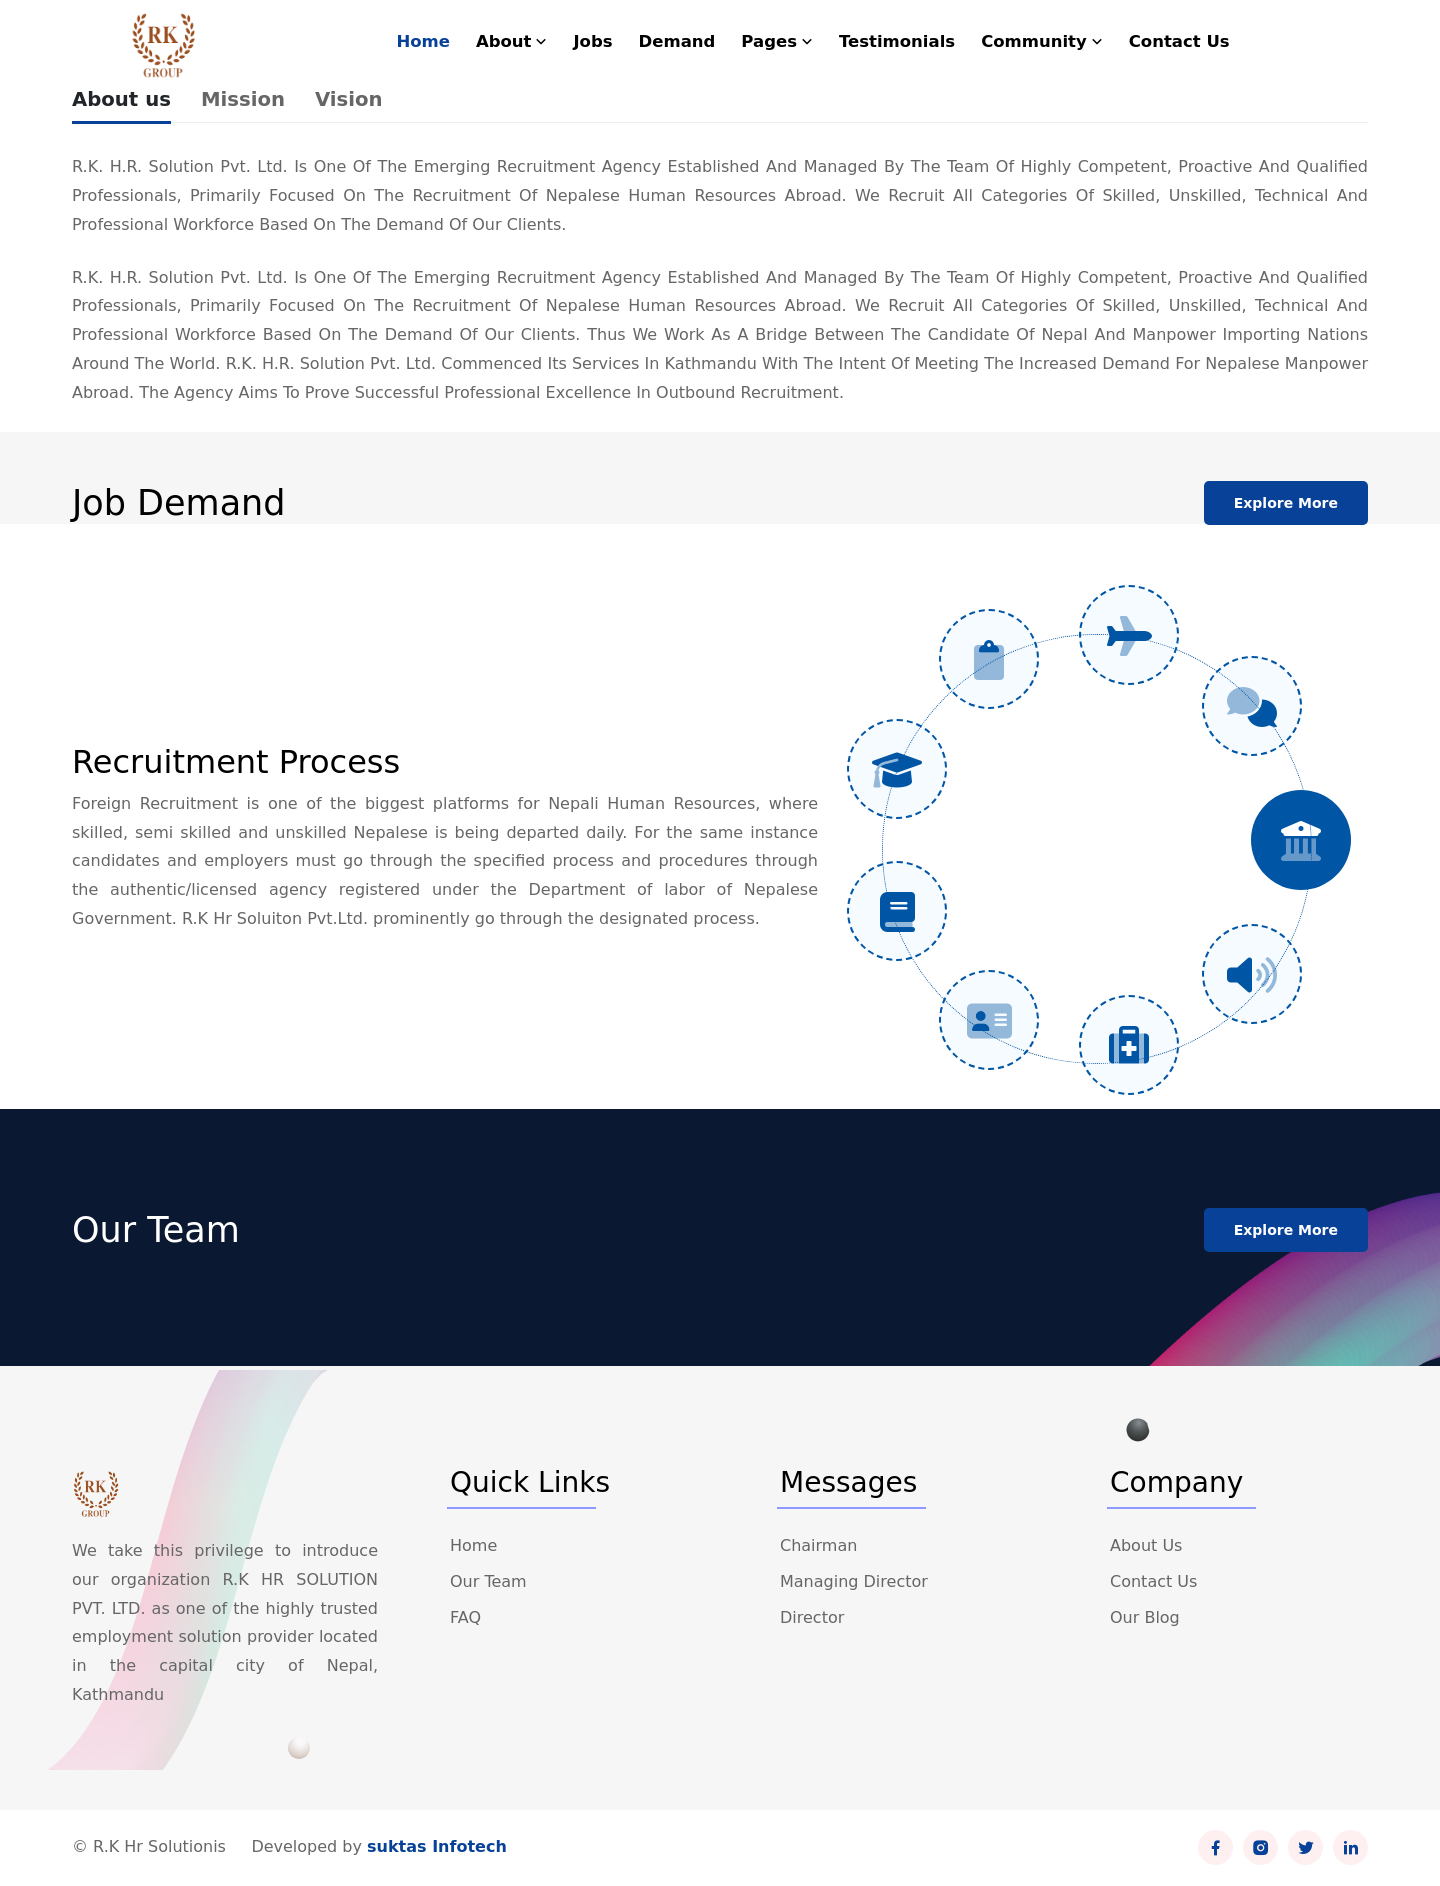 RK
GROUP
Home About Jobs Demand Pages Testimonials Community Contact Us
About us Mission Vision
R.K. H.R. Solution Pvt. Ltd. Is One Of The Emerging Recruitment Agency Established And Managed By The Team Of Highly Competent, Proactive And Qualified
Professionals, Primarily Focused On The Recruitment Of Nepalese Human Resources Abroad. We Recruit All Categories Of Skilled, Unskilled, Technical And
Professional Workforce Based On The Demand Of Our Clients.
R.K. H.R. Solution Pvt. Ltd. Is One Of The Emerging Recruitment Agency Established And Managed By The Team Of Highly Competent, Proactive And Qualified
Professionals, Primarily Focused On The Recruitment Of Nepalese Human Resources Abroad. We Recruit All Categories Of Skilled, Unskilled, Technical And
Professional Workforce Based On The Demand Of Our Clients. Thus We Work As A Bridge Between The Candidate Of Nepal And Manpower Importing Nations
Around The World. R.K. H.R. Solution Pvt. Ltd. Commenced Its Services In Kathmandu With The Intent Of Meeting The Increased Demand For Nepalese Manpower
Abroad. The Agency Aims To Prove Successful Professional Excellence In Outbound Recruitment.
Job Demand
Explore More
Recruitment Process
Foreign Recruitment is one of the biggest platforms for Nepali Human Resources, where
skilled, semi skilled and unskilled Nepalese is being departed daily. For the same instance
candidates and employers must go through the specified process and procedures through
the authentic/licensed agency registered under the Department of labor of Nepalese
Government. R.K Hr Soluiton Pvt.Ltd. prominently go through the designated process.
Our Team
Explore More
RK
GROUP
We take this privilege to introduce
our organization R.K HR SOLUTION
PVT. LTD. as one of the highly trusted
employment solution provider located
in the capital city of Nepal,
Kathmandu
Quick Links
Home
Our Team
FAQ
Messages
Chairman
Managing Director
Director
Company
About Us
Contact Us
Our Blog
© R.K Hr Solutionis Developed by suktas Infotech